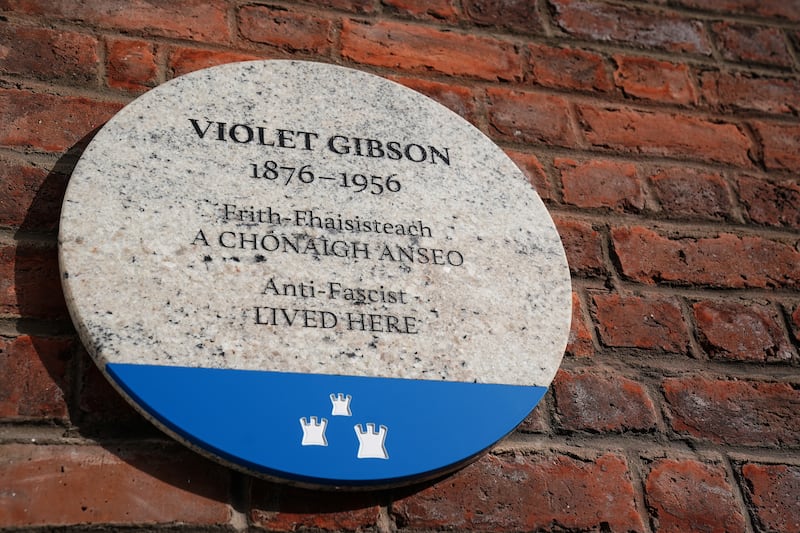 VIOLET GIBSON
1876–1956
Frith-Fhaisisteach
A CHÓNAIGH ANSEO
Anti-Fascist
LIVED HERE